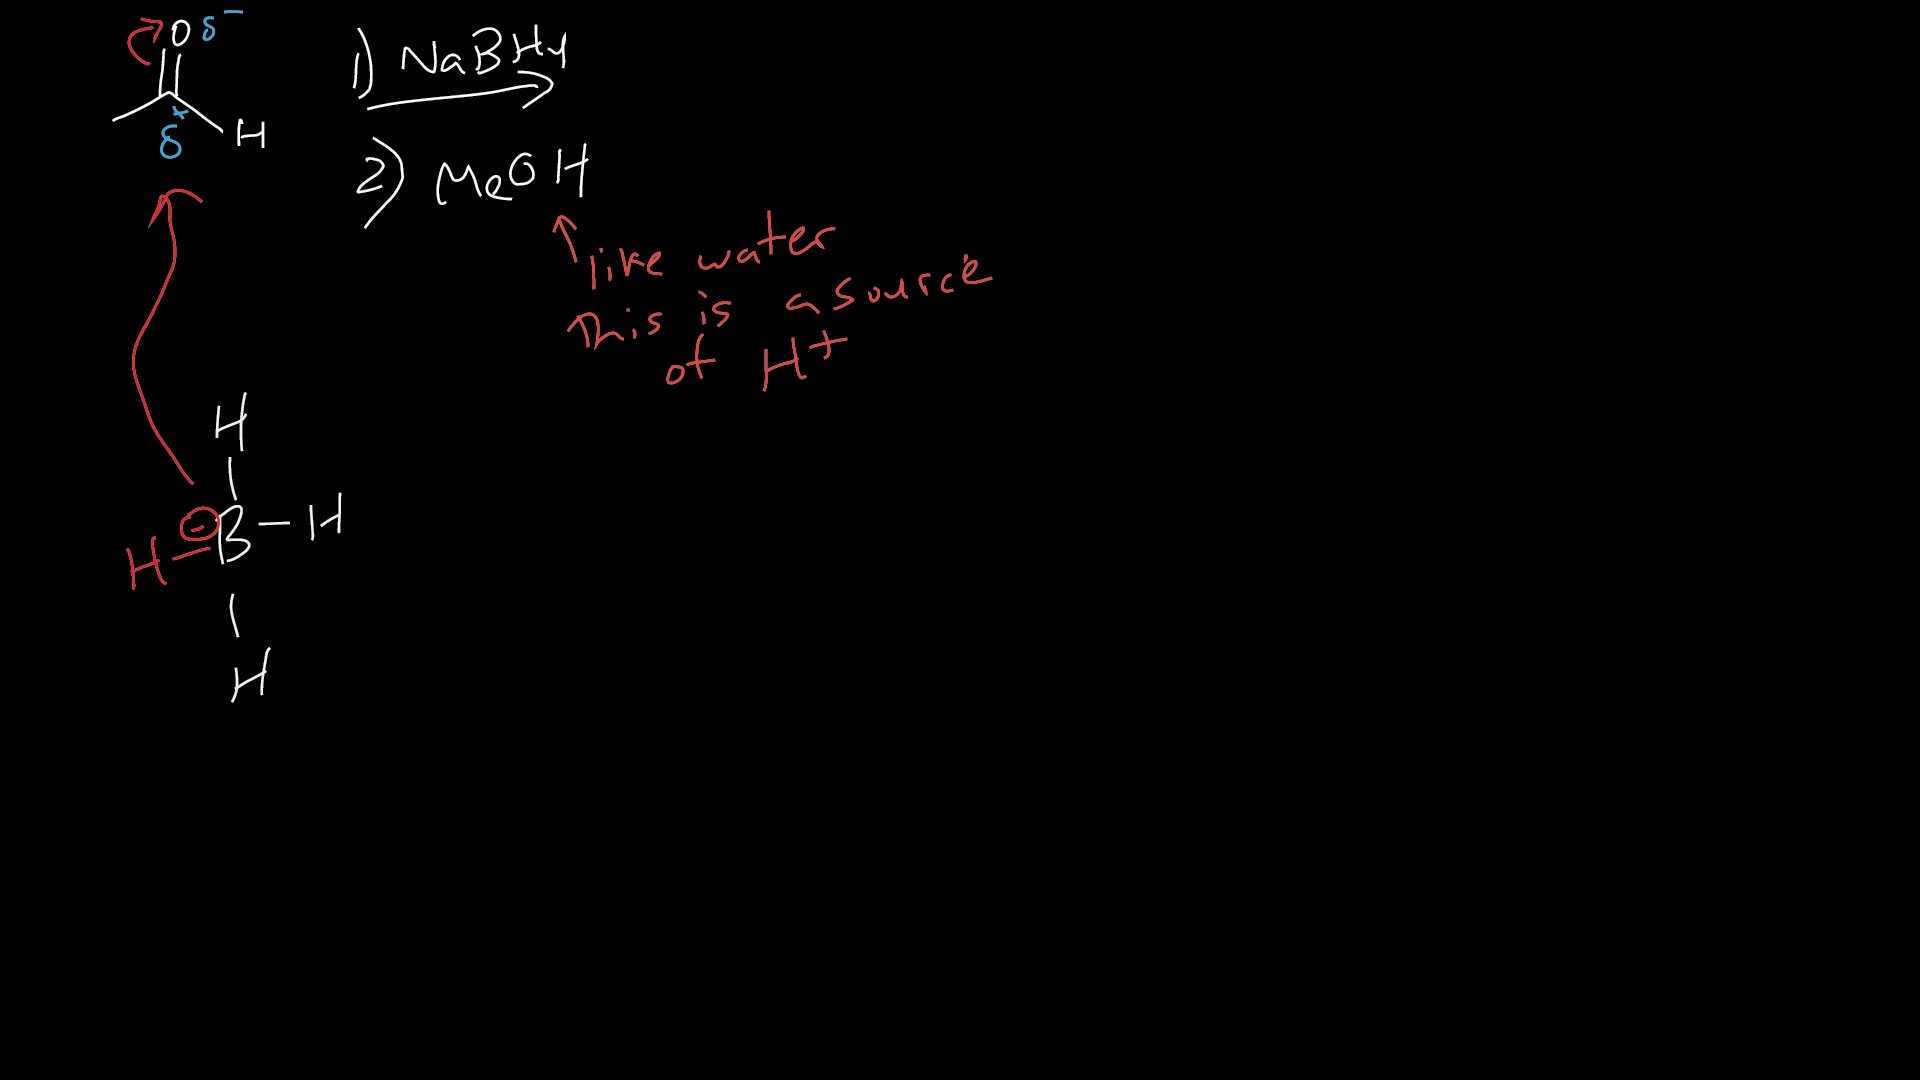 O δ−
δ+
H
1) NaBH4
2) MeOH
like water
This is a source
of H+
H
H − B − H
H